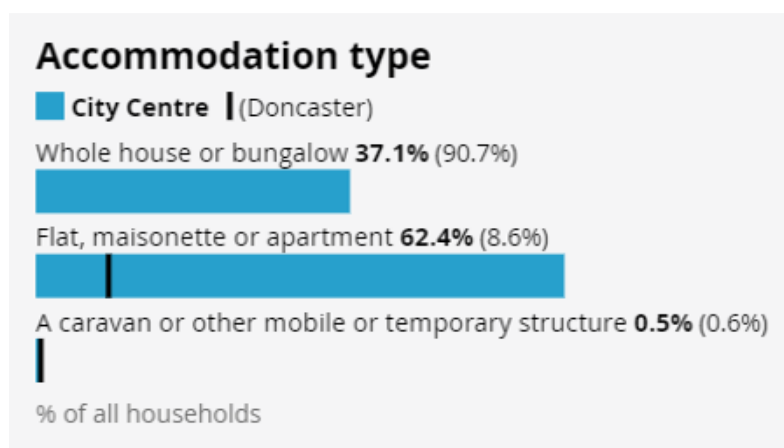 Accommodation type
City Centre (Doncaster)
Whole house or bungalow 37.1% (90.7%)
Flat, maisonette or apartment 62.4% (8.6%)
A caravan or other mobile or temporary structure 0.5% (0.6%)
% of all households